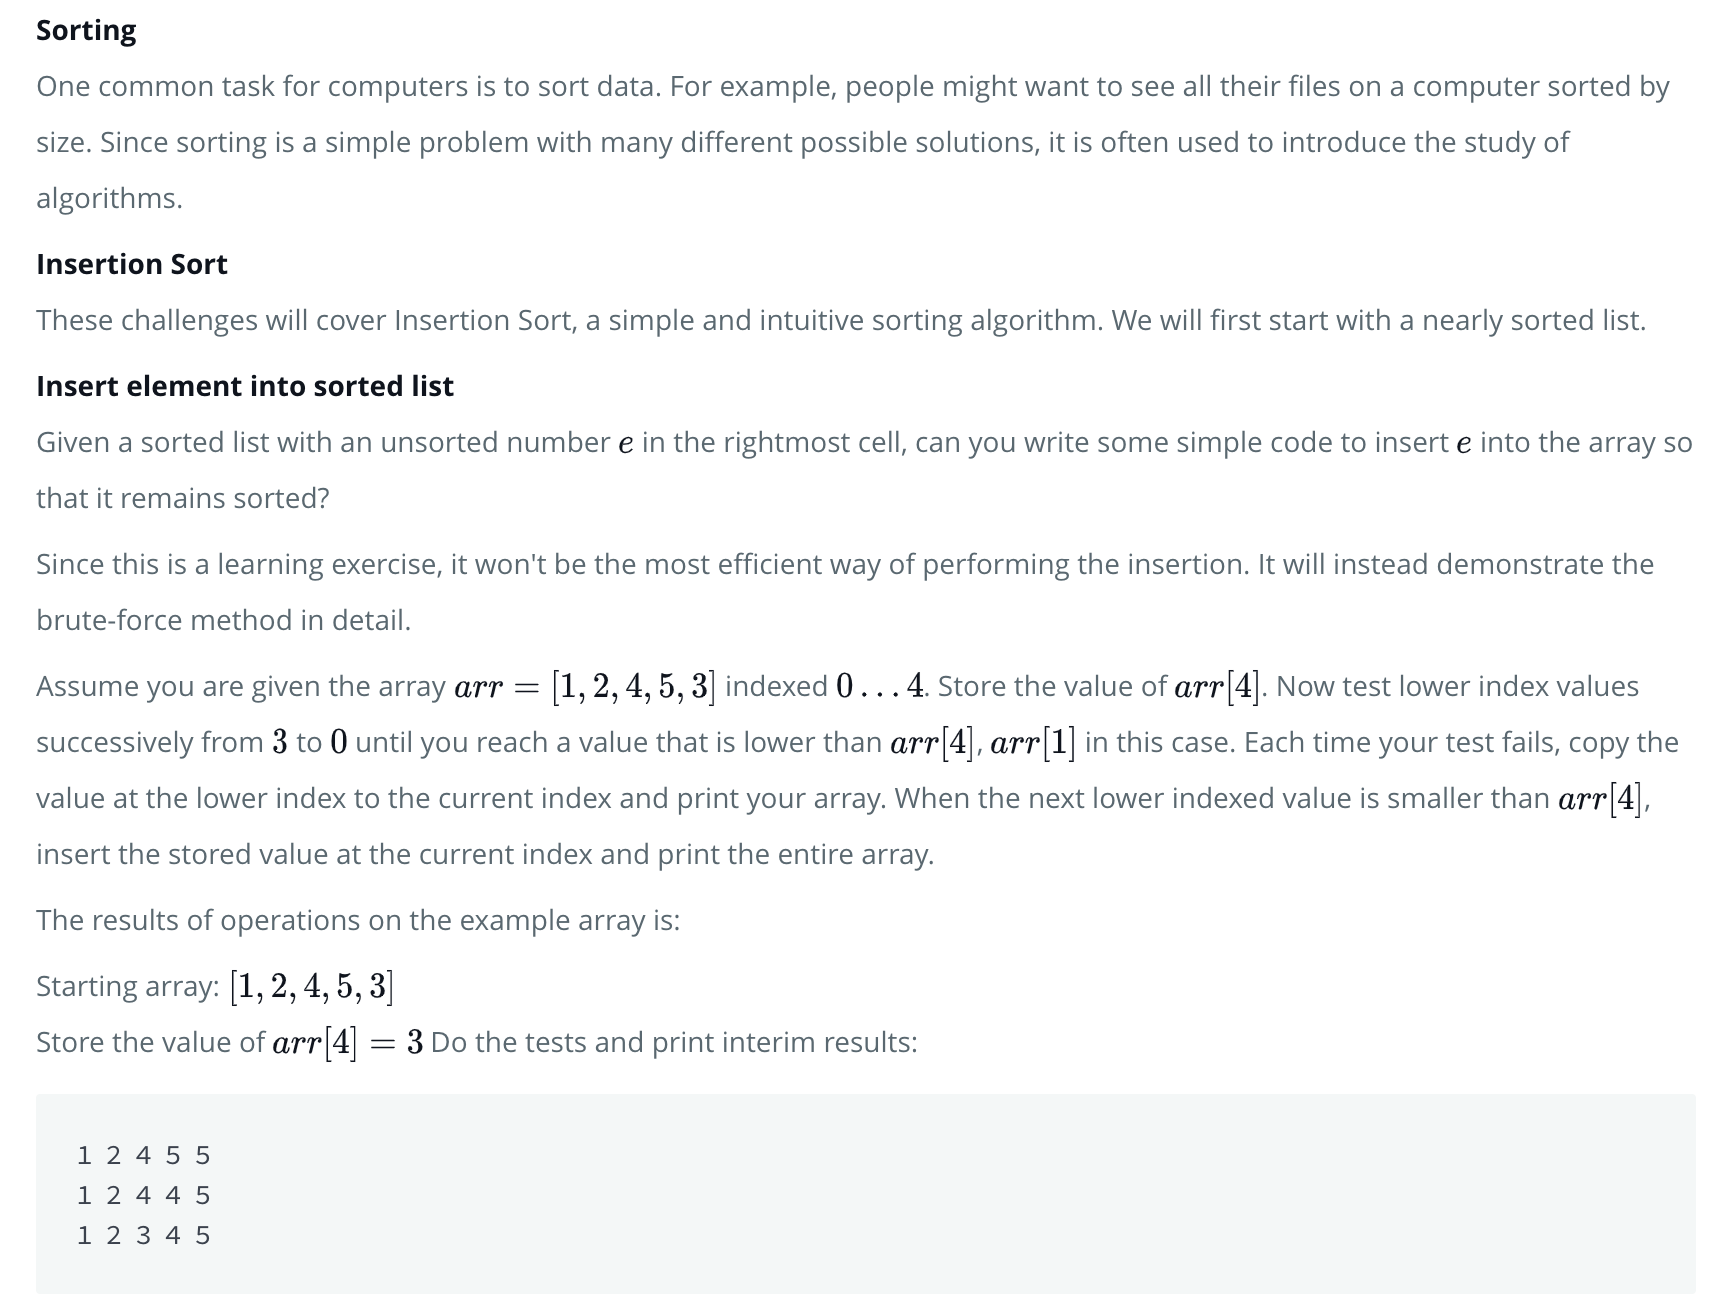 Sorting
One common task for computers is to sort data. For example, people might want to see all their files on a computer sorted by
size. Since sorting is a simple problem with many different possible solutions, it is often used to introduce the study of
algorithms.
Insertion Sort
These challenges will cover Insertion Sort, a simple and intuitive sorting algorithm. We will first start with a nearly sorted list.
Insert element into sorted list
Given a sorted list with an unsorted number e in the rightmost cell, can you write some simple code to insert e into the array so
that it remains sorted?
Since this is a learning exercise, it won't be the most efficient way of performing the insertion. It will instead demonstrate the
brute-force method in detail.
Assume you are given the array arr = [1, 2, 4, 5, 3] indexed 0 . . . 4. Store the value of arr[4]. Now test lower index values
successively from 3 to 0 until you reach a value that is lower than arr[4], arr[1] in this case. Each time your test fails, copy the
value at the lower index to the current index and print your array. When the next lower indexed value is smaller than arr[4],
insert the stored value at the current index and print the entire array.
The results of operations on the example array is:
Starting array: [1, 2, 4, 5, 3]
Store the value of arr[4] = 3 Do the tests and print interim results:
1 2 4 5 5
1 2 4 4 5
1 2 3 4 5